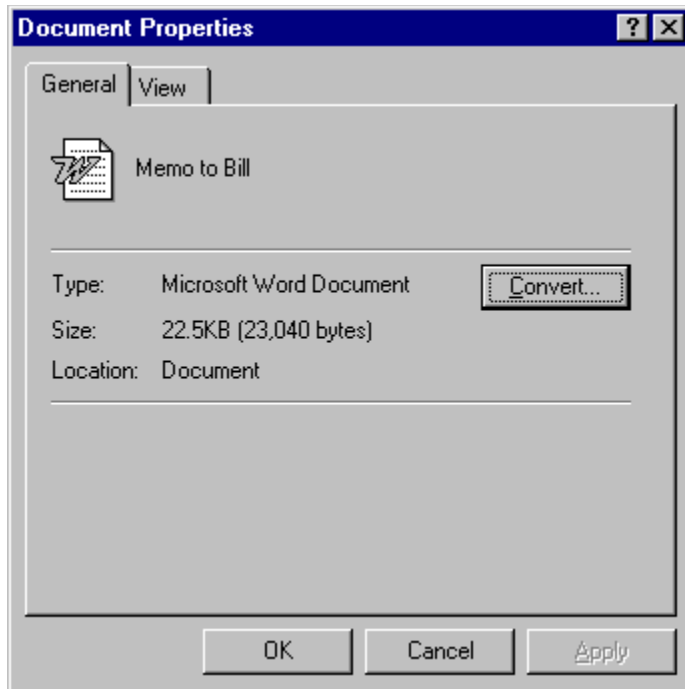 Document Properties
General View
Memo to Bill
Type: Microsoft Word Document Convert...
Size: 22.5KB (23,040 bytes)
Location: Document
OK Cancel Apply